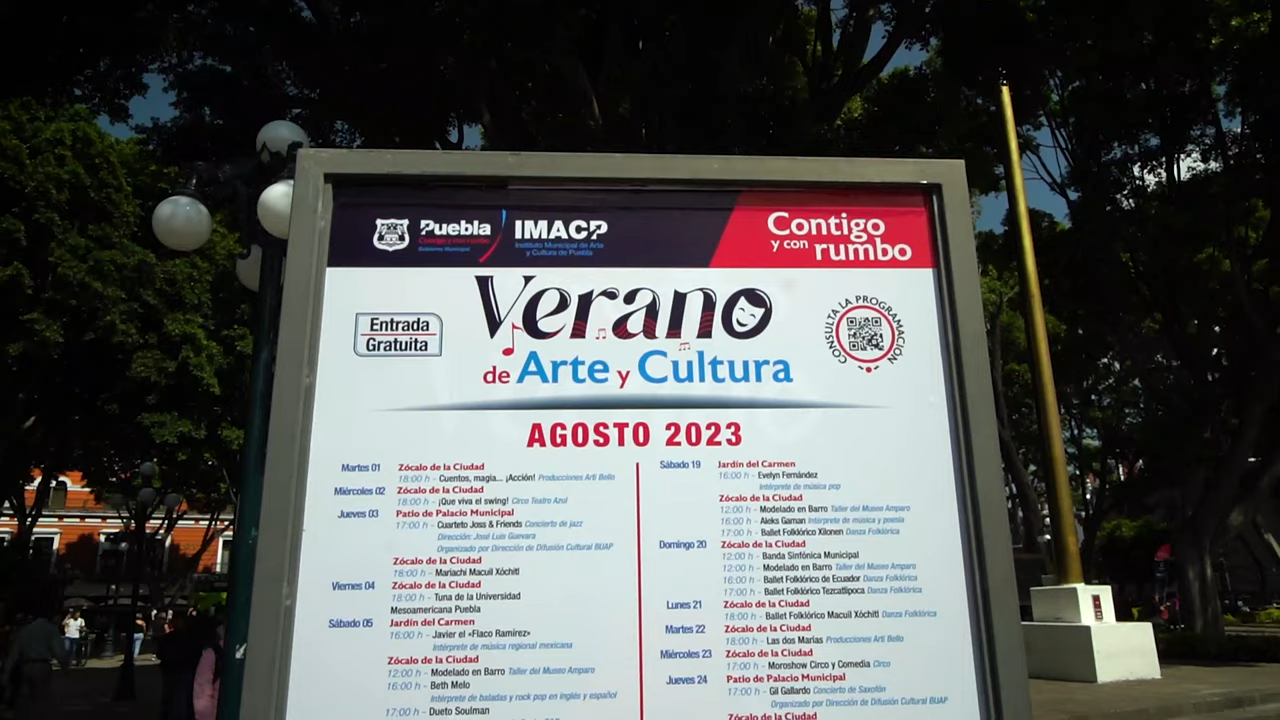 Puebla
Contigo y con rumbo
Gobierno Municipal
IMACP
Instituto Municipal de Arte
y Cultura de Puebla
Contigo
y con rumbo
Entrada
Gratuita
Verano
de Arte y Cultura
CONSULTA LA PROGRAMACIÓN
AGOSTO 2023
Martes 01 Zócalo de la Ciudad
18:00 h - Cuentos, magia... ¡Acción! Producciones Arti Bello
Miércoles 02 Zócalo de la Ciudad
18:00 h - ¡Que viva el swing! Circo Teatro Azul
Jueves 03 Patio de Palacio Municipal
17:00 h - Cuarteto Joss & Friends Concierto de jazz
Dirección: José Luis Guevara
Organizado por Dirección de Difusión Cultural BUAP
Zócalo de la Ciudad
18:00 h - Mariachi Macuil Xóchitl
Viernes 04 Zócalo de la Ciudad
18:00 h - Tuna de la Universidad
Mesoamericana Puebla
Sábado 05 Jardín del Carmen
16:00 h - Javier el «Flaco Ramírez»
Intérprete de música regional mexicana
Zócalo de la Ciudad
12:00 h - Modelado en Barro Taller del Museo Amparo
16:00 h - Beth Melo
Intérprete de baladas y rock pop en inglés y español
17:00 h - Dueto Soulman
Sábado 19 Jardín del Carmen
16:00 h - Evelyn Fernández
Intérprete de música pop
Zócalo de la Ciudad
12:00 h - Modelado en Barro Taller del Museo Amparo
16:00 h - Aleks Gaman Intérprete de música y poesía
17:00 h - Ballet Folklórico Xilonen Danza Folklórica
Domingo 20 Zócalo de la Ciudad
12:00 h - Banda Sinfónica Municipal
12:00 h - Modelado en Barro Taller del Museo Amparo
16:00 h - Ballet Folklórico de Ecuador Danza Folklórica
17:00 h - Ballet Folklórico Tezcatlipoca Danza Folklórica
Lunes 21 Zócalo de la Ciudad
18:00 h - Ballet Folklórico Macuil Xóchitl Danza Folklórica
Martes 22 Zócalo de la Ciudad
18:00 h - Las dos Marías Producciones Arti Bello
Miércoles 23 Zócalo de la Ciudad
17:00 h - Moroshow Circo y Comedia Circo
Jueves 24 Patio de Palacio Municipal
17:00 h - Gil Gallardo Concierto de Saxofón
Organizado por Dirección de Difusión Cultural BUAP
Zócalo de la Ciudad